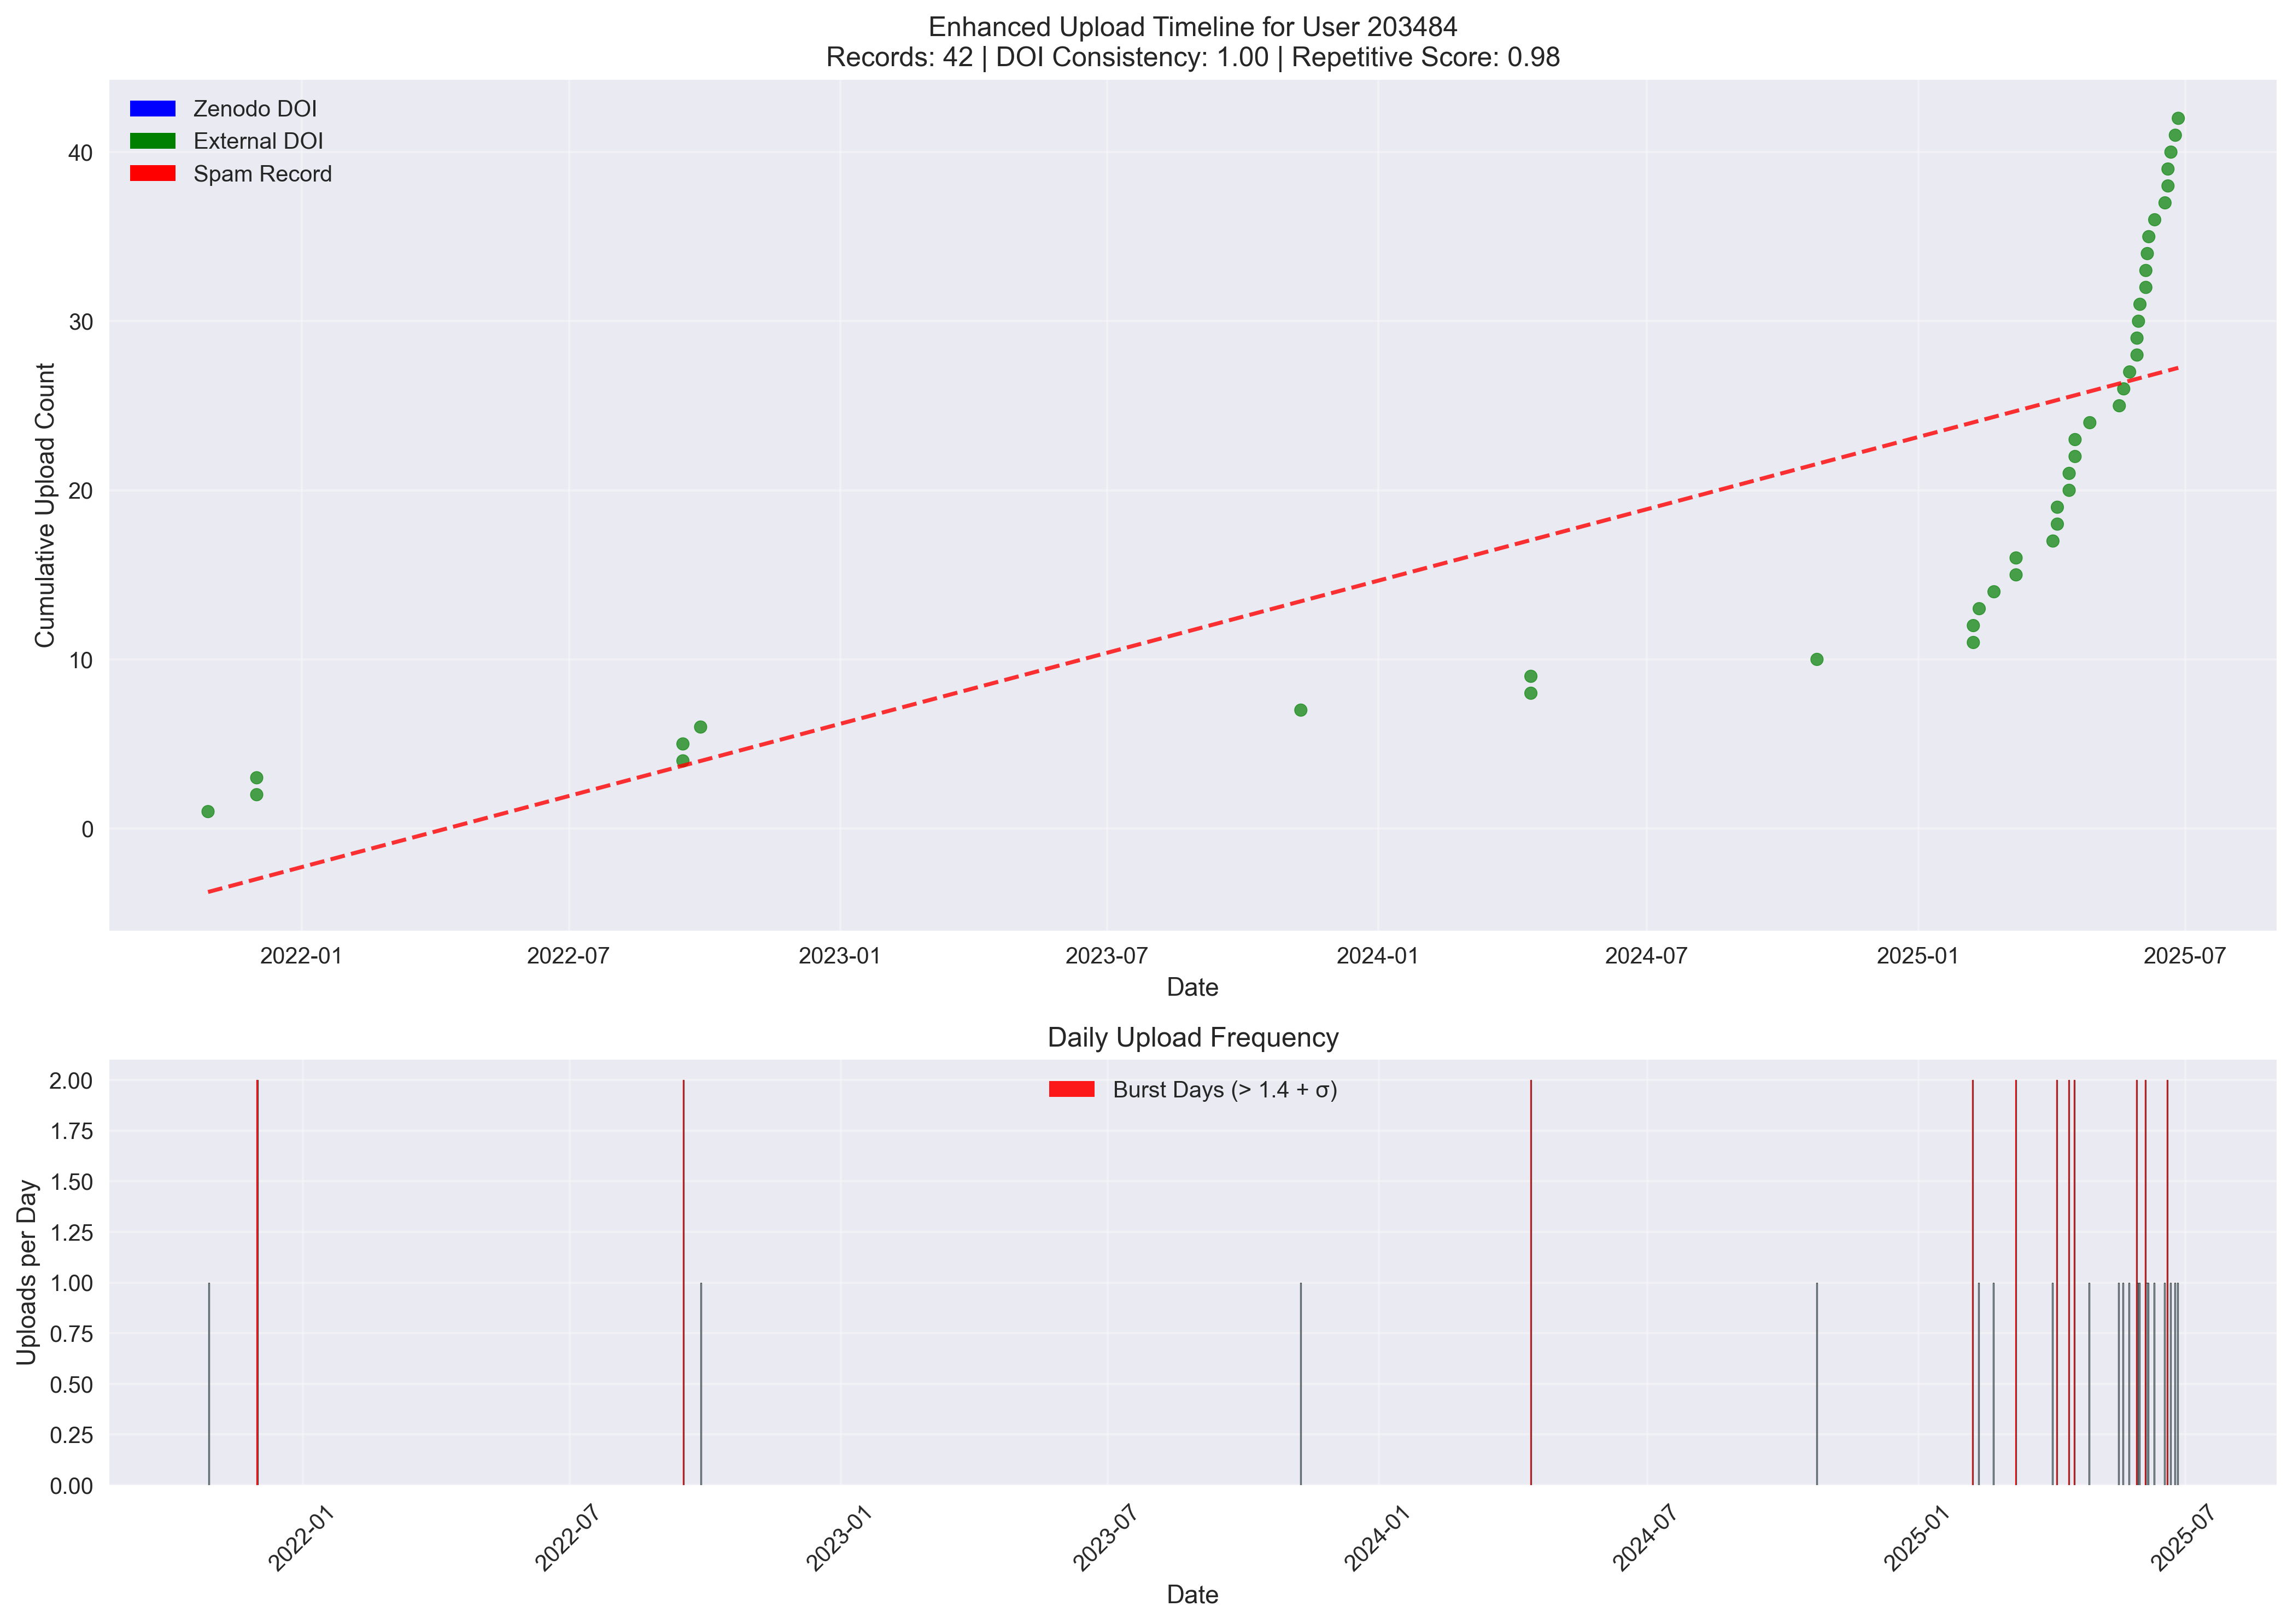 Enhanced Upload Timeline for User 203484
Records: 42 | DOI Consistency: 1.00 | Repetitive Score: 0.98
Zenodo DOI
External DOI
Spam Record
Cumulative Upload Count
40
30
20
10
0
2022-01
2022-07
2023-01
2023-07
2024-01
2024-07
2025-01
2025-07
Date
Daily Upload Frequency
Burst Days (> 1.4 + σ)
Uploads per Day
2.00
1.75
1.50
1.25
1.00
0.75
0.50
0.25
0.00
2022-01
2022-07
2023-01
2023-07
2024-01
2024-07
2025-01
2025-07
Date